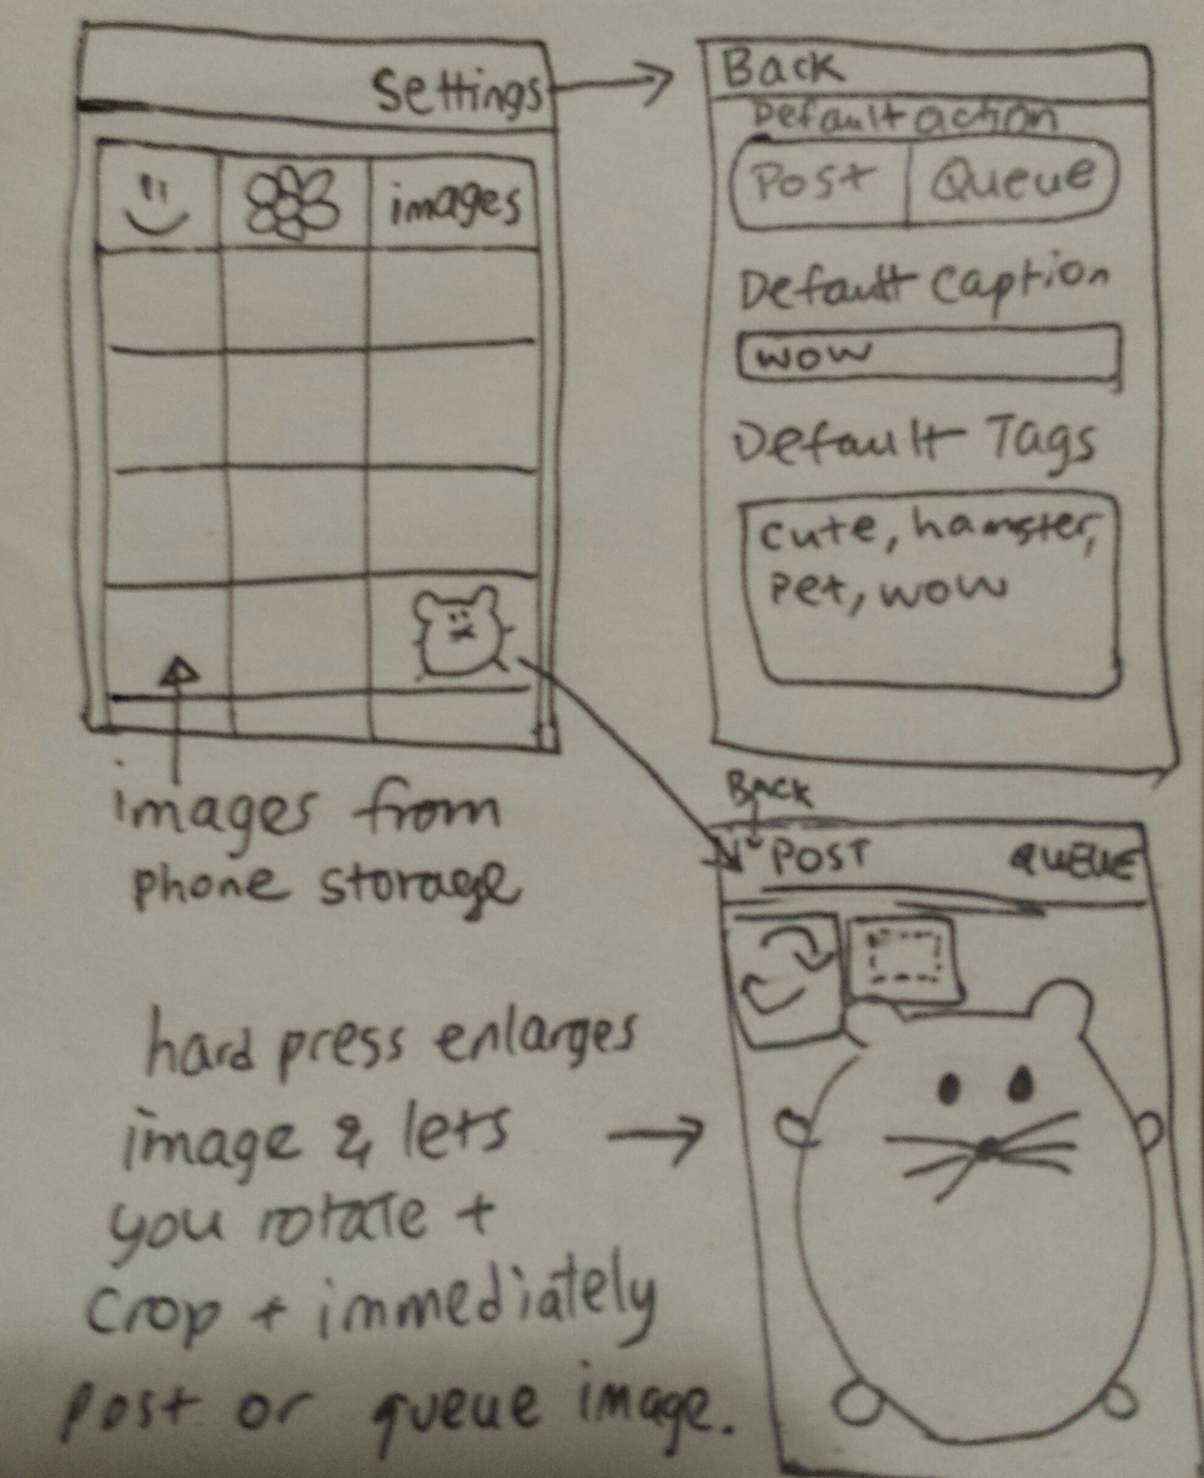 Settings
images
images from
phone storage
Back
Default action
Post Queue
Default Caption
wow
Default Tags
cute, hamster,
pet, wow
Back
POST QUEUE
hard press enlarges
image & lets
you rotate +
crop + immediately
post or queue image.